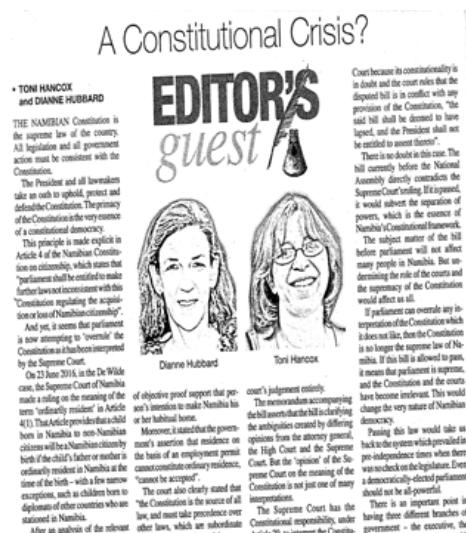 A Constitutional Crisis?
• TONI HANCOX
and DIANNE HUBBARD
THE NAMIBIAN Constitution is
the supreme law of the country.
All legislation and all government
action must be consistent with the
Constitution.
The President and all lawmakers
take an oath to uphold, protect and
defend the Constitution. The primacy
of the Constitution is the very essence
of a constitutional democracy.
This principle is made explicit in
Article 4 of the Namibian Constitu-
tion on citizenship, which states that
"parliament shall be entitled to make
further laws not inconsistent with this
Constitution regulating the acquisi-
tion or loss of Namibian citizenship".
And yet, it seems that parliament
is now attempting to 'overrule' the
Constitution as it has been interpreted
by the Supreme Court.
On 23 June 2016, in the De Wilde
case, the Supreme Court of Namibia
made a ruling on the meaning of the
term 'ordinarily resident' in Article
4(1). That Article provides that a child
born in Namibia to non-Namibian
citizens will be a Namibian citizen by
birth if the child's father or mother is
ordinarily resident in Namibia at the
time of birth – with a few narrow
exceptions, such as children born to
diplomats of other countries who are
stationed in Namibia.
After an analysis of the relevant
EDITOR'S
guest
Dianne Hubbard
Toni Hancox
of objective proof support that per-
son's intention to make Namibia his
or her habitual home.
Moreover, it stated that the govern-
ment's assertion that residence on
the basis of an employment permit
cannot constitute ordinary residence,
"cannot be accepted".
The court also clearly stated that
"the Constitution is the source of all
law, and must take precedence over
other laws, which are subordinate
court's judgement entirely.
The memorandum accompanying
the bill asserts that the bill is clarifying
the ambiguities created by differing
opinions from the attorney general,
the High Court and the Supreme
Court. But the 'opinion' of the Su-
preme Court on the meaning of the
Constitution is not just one of many
interpretations.
The Supreme Court has the
Constitutional responsibility, under
Court because its constitutionality is
in doubt and the court rules that the
disputed bill is in conflict with any
provision of the Constitution, "the
said bill shall be deemed to have
lapsed, and the President shall not
be entitled to assent thereto".
There is no doubt in this case. The
bill currently before the National
Assembly directly contradicts the
Supreme Court's ruling. If it is passed,
it would subvert the separation of
powers, which is the essence of
Namibia's Constitutional framework.
The subject matter of the bill
before parliament will not affect
many people in Namibia. But un-
dermining the role of the courts and
the supremacy of the Constitution
would affect us all.
If parliament can overrule any in-
terpretation of the Constitution which
it does not like, then the Constitution
is no longer the supreme law of Na-
mibia. If this bill is allowed to pass,
it means that parliament is supreme,
and the Constitution and the courts
have become irrelevant. This would
change the very nature of Namibian
democracy.
Passing this law would take us
back to the system which prevailed in
pre-independence times when there
was no check on the legislature. Even
a democratically-elected parliament
should not be all-powerful.
There is an important point in
having three different branches of
government – the executive, the